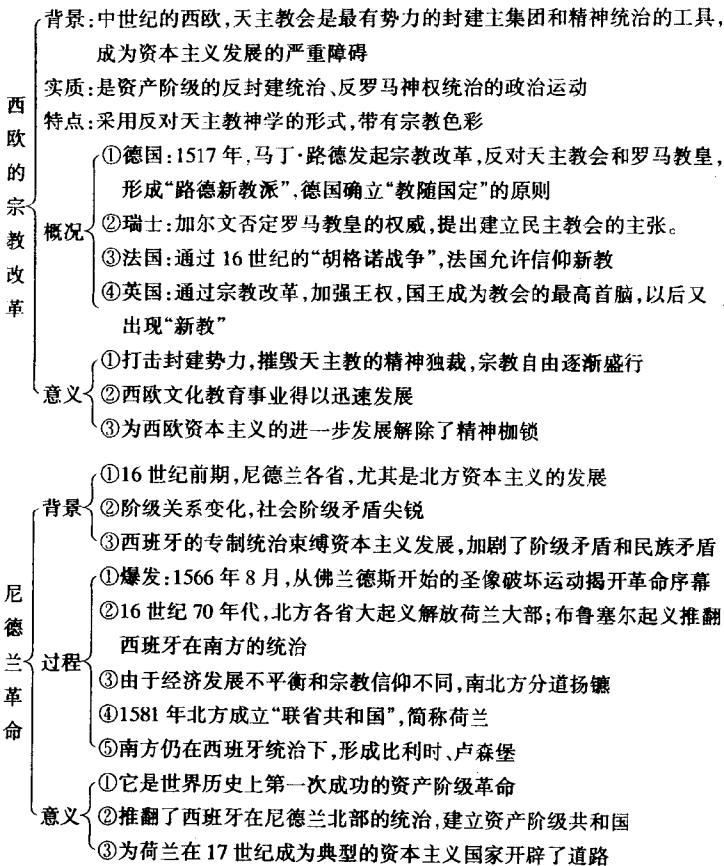 西欧的宗教改革
背景:中世纪的西欧,天主教会是最有势力的封建主集团和精神统治的工具,
成为资本主义发展的严重障碍
实质:是资产阶级的反封建统治、反罗马神权统治的政治运动
特点:采用反对天主教神学的形式,带有宗教色彩
概况
①德国:1517年,马丁·路德发起宗教改革,反对天主教会和罗马教皇,
形成“路德新教派”,德国确立“教随国定”的原则
②瑞士:加尔文否定罗马教皇的权威,提出建立民主教会的主张。
③法国:通过16世纪的“胡格诺战争”,法国允许信仰新教
④英国:通过宗教改革,加强王权,国王成为教会的最高首脑,以后又
出现“新教”
意义
①打击封建势力,摧毁天主教的精神独裁,宗教自由逐渐盛行
②西欧文化教育事业得以迅速发展
③为西欧资本主义的进一步发展解除了精神枷锁
尼德兰革命
背景
①16世纪前期,尼德兰各省,尤其是北方资本主义的发展
②阶级关系变化,社会阶级矛盾尖锐
③西班牙的专制统治束缚资本主义发展,加剧了阶级矛盾和民族矛盾
过程
①爆发:1566年8月,从佛兰德斯开始的圣像破坏运动揭开革命序幕
②16世纪70年代,北方各省大起义解放荷兰大部;布鲁塞尔起义推翻
西班牙在南方的统治
③由于经济发展不平衡和宗教信仰不同,南北方分道扬镳
④1581年北方成立“联省共和国”,简称荷兰
⑤南方仍在西班牙统治下,形成比利时、卢森堡
意义
①它是世界历史上第一次成功的资产阶级革命
②推翻了西班牙在尼德兰北部的统治,建立资产阶级共和国
③为荷兰在17世纪成为典型的资本主义国家开辟了道路